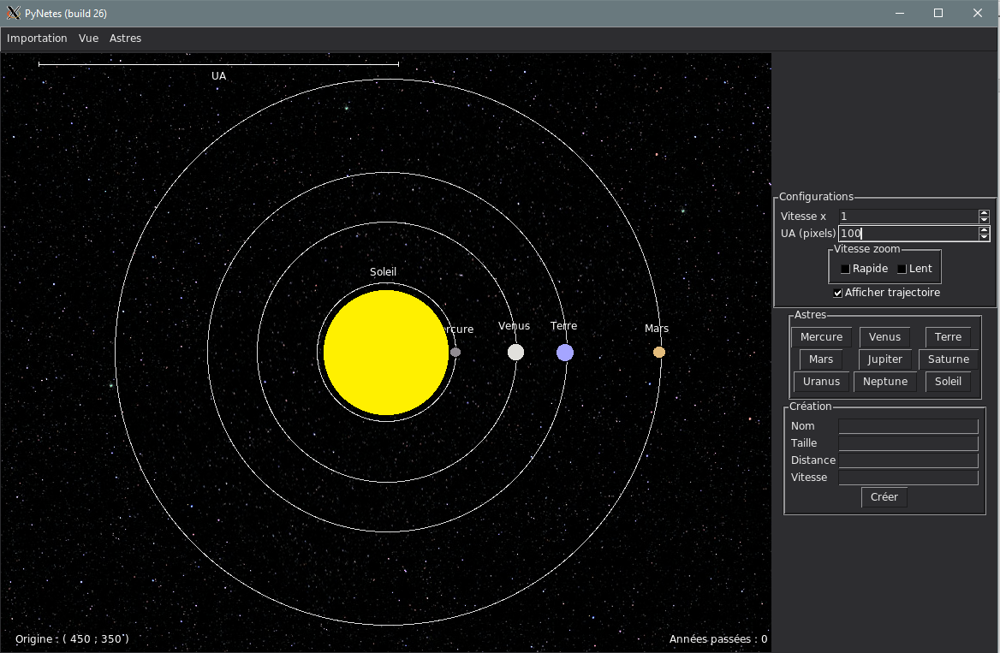 PyNetes (build 26)
Importation Vue Astres
UA
Soleil
rcure
Venus
Terre
Mars
Origine : ( 450 ; 350 )
Années passées : 0
Configurations
Vitesse x 1
UA (pixels) 100
Vitesse zoom
Rapide Lent
Afficher trajectoire
Astres
Mercure Venus Terre
Mars Jupiter Saturne
Uranus Neptune Soleil
Création
Nom
Taille
Distance
Vitesse
Créer